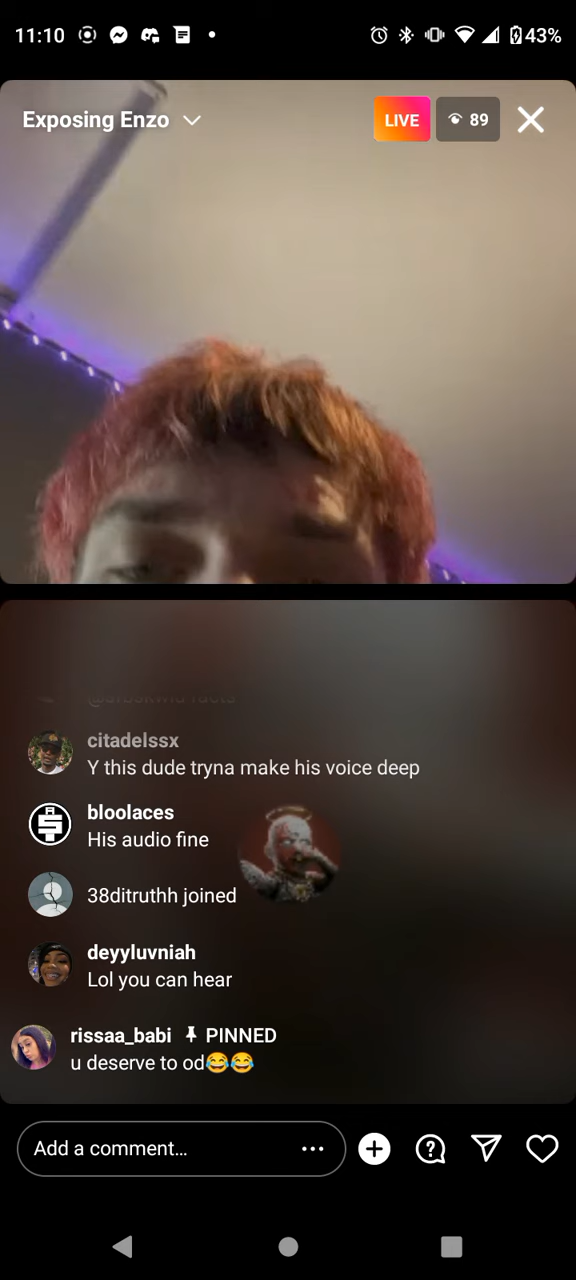 11:10
43%
Exposing Enzo
LIVE
89
citadelssx
Y this dude tryna make his voice deep
bloolaces
His audio fine
38ditruthh joined
deyyluvniah
Lol you can hear
rissaa_babi PINNED
u deserve to od😂😂
Add a comment...